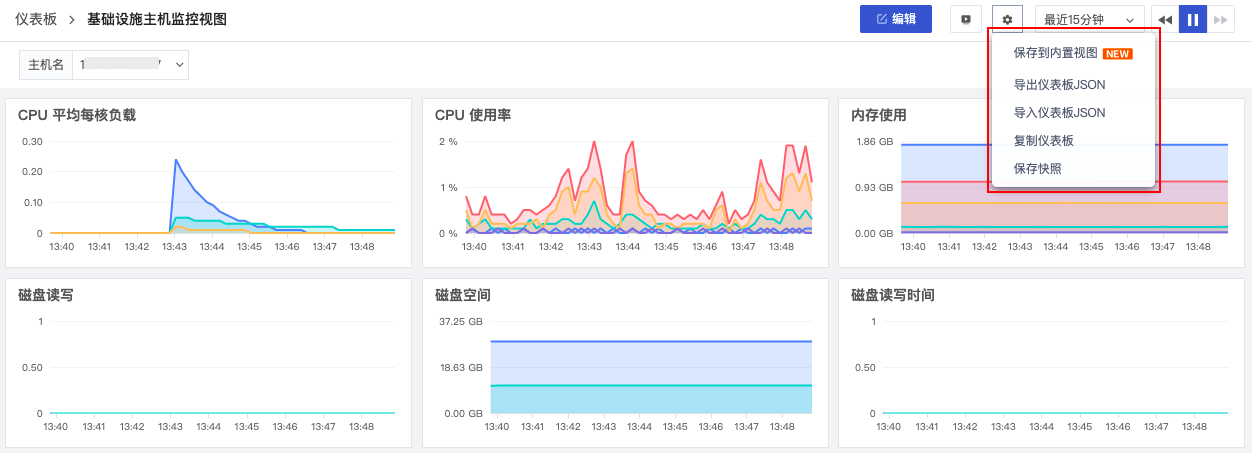 仪表板 > 基础设施主机监控视图
编辑
最近15分钟
主机名
保存到内置视图 NEW
导出仪表板JSON
导入仪表板JSON
复制仪表板
保存快照
CPU 平均每核负载
0.30
0.20
0.10
0
13:40 13:41 13:42 13:43 13:44 13:45 13:46 13:47 13:48
CPU 使用率
2 %
1 %
0 %
13:40 13:41 13:42 13:43 13:44 13:45 13:46 13:47 13:48
内存使用
1.86 GB
0.93 GB
0.00 GB
13:40 13:41 13:42 13:43 13:44 13:45 13:46 13:47 13:48
磁盘读写
1
0.50
0
13:40 13:41 13:42 13:43 13:44 13:45 13:46 13:47 13:48
磁盘空间
37.25 GB
18.63 GB
0.00 GB
13:40 13:41 13:42 13:43 13:44 13:45 13:46 13:47 13:48
磁盘读写时间
1
0.50
0
13:40 13:41 13:42 13:43 13:44 13:45 13:46 13:47 13:48